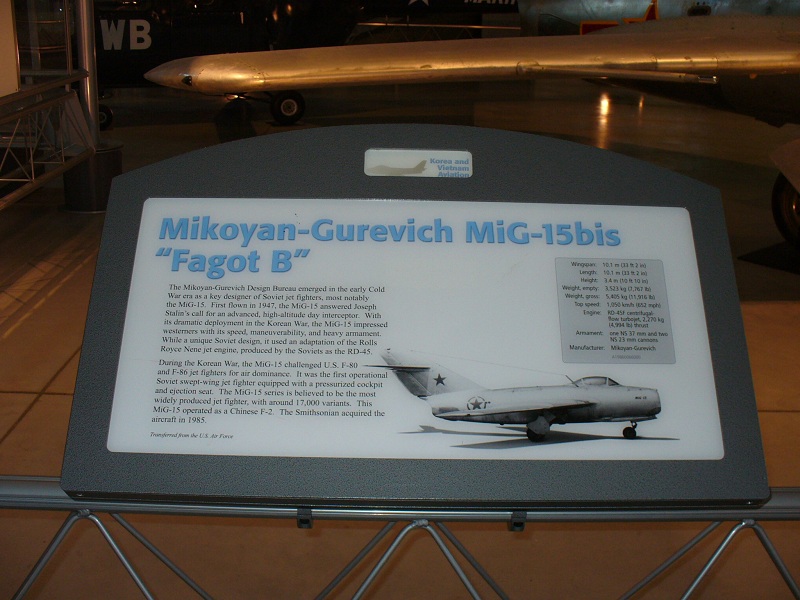 WB
MARINES
Korea and
Vietnam
Aviation
Mikoyan-Gurevich MiG-15bis
"Fagot B"
The Mikoyan-Gurevich Design Bureau emerged in the early Cold
War era as a key designer of Soviet jet fighters, most notably
the MiG-15. First flown in 1947, the MiG-15 answered Joseph
Stalin's call for an advanced, high-altitude day interceptor. With
its dramatic deployment in the Korean War, the MiG-15 impressed
westerners with its speed, maneuverability, and heavy armament.
While a unique Soviet design, it used an adaptation of the Rolls
Royce Nene jet engine, produced by the Soviets as the RD-45.
During the Korean War, the MiG-15 challenged U.S. F-80
and F-86 jet fighters for air dominance. It was the first operational
Soviet swept-wing jet fighter equipped with a pressurized cockpit
and ejection seat. The MiG-15 series is believed to be the most
widely produced jet fighter, with around 17,000 variants. This
MiG-15 operated as a Chinese F-2. The Smithsonian acquired the
aircraft in 1985.
Transferred from the U.S. Air Force
Wingspan: 10.1 m (33 ft 2 in)
Length: 10.1 m (33 ft 2 in)
Height: 3.4 m (10 ft 10 in)
Weight, empty: 3,523 kg (7,767 lb)
Weight, gross: 5,405 kg (11,916 lb)
Top speed: 1,050 km/h (652 mph)
Engine: RD-45F centrifugal-
flow turbojet, 2,270 kg
(4,994 lb) thrust
Armament: one NS 37 mm and two
NS 23 mm cannons
Manufacturer: Mikoyan-Gurevich